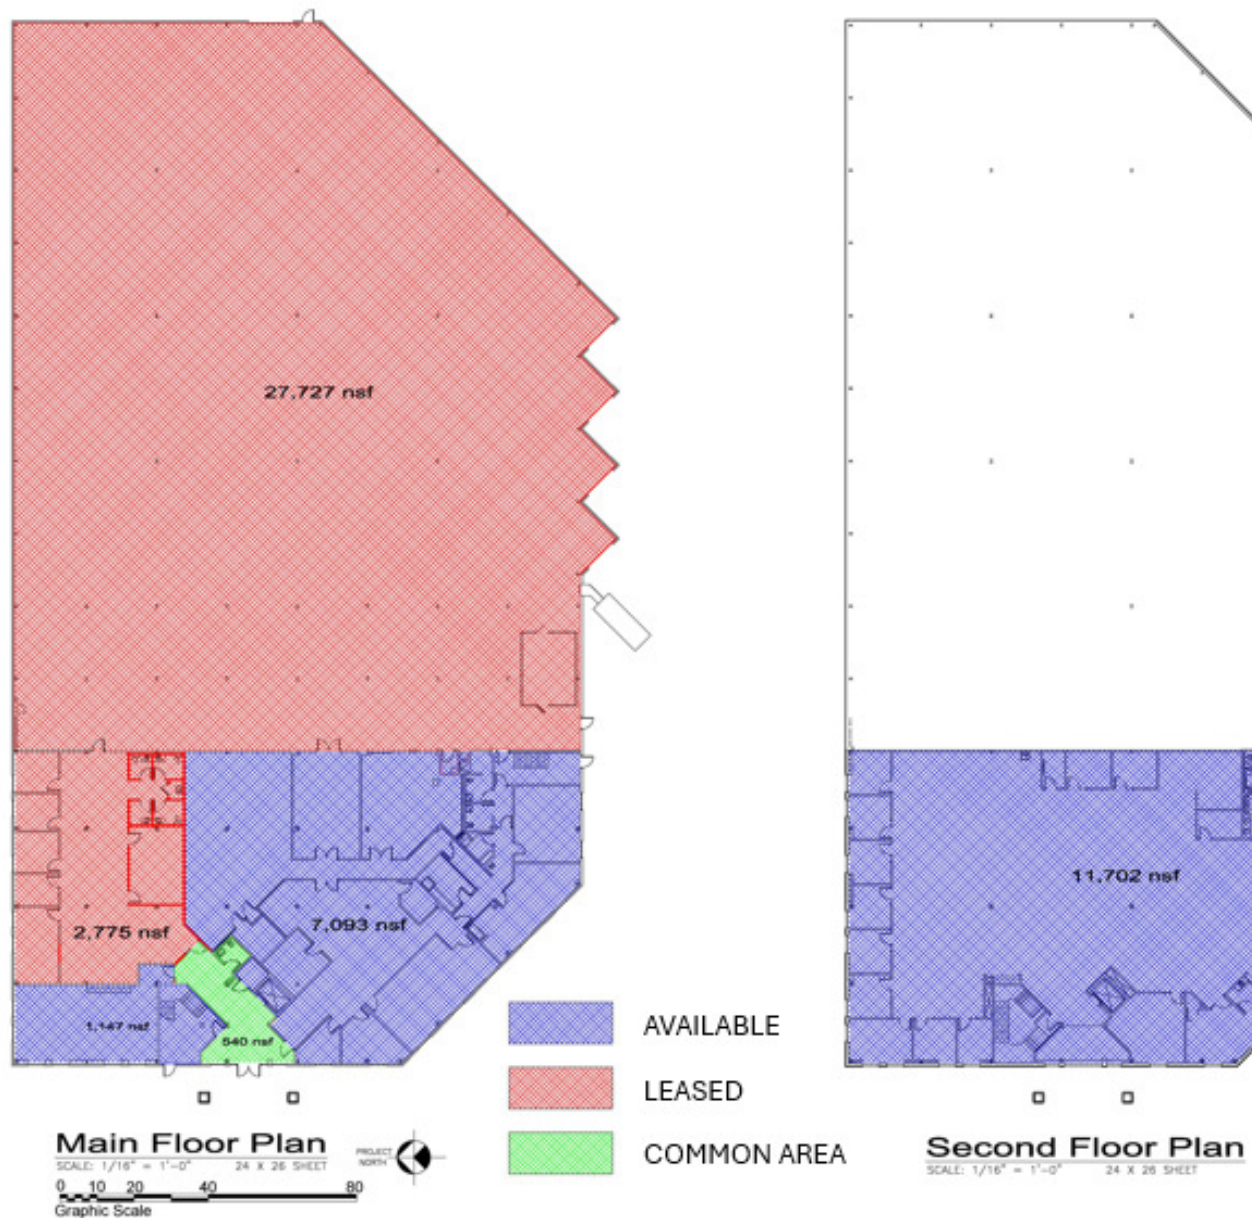 27,727 nsf
2,775 nsf
7,093 nsf
1,147 nsf
540 nsf
11,702 nsf
AVAILABLE
LEASED
COMMON AREA
Main Floor Plan
SCALE: 1/16" = 1'-0" 24 X 26 SHEET
PROJECT
NORTH
0 10 20 40 80
Graphic Scale
Second Floor Plan
SCALE: 1/16" = 1'-0" 24 X 26 SHEET